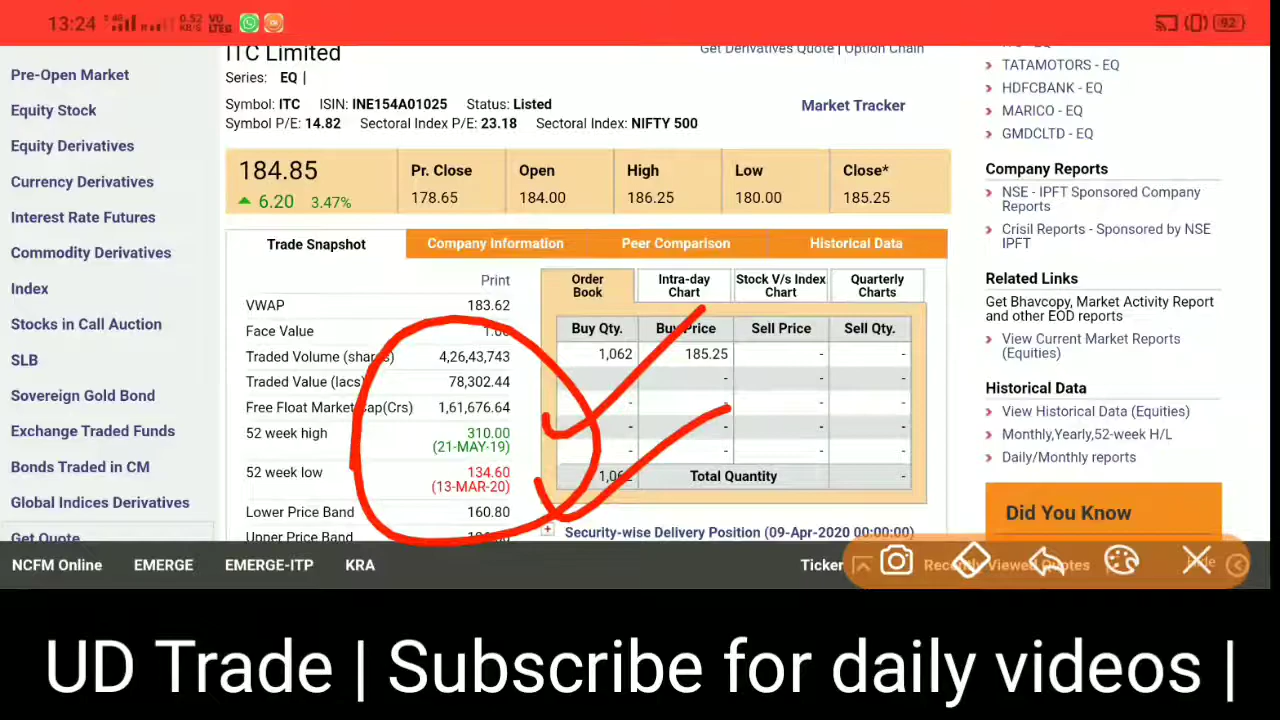 13:24 4G 0.52 KB/S VO LTE 92
ITC Limited
Get Derivatives Quote | Option Chain
Series: EQ |
Symbol: ITC ISIN: INE154A01025 Status: Listed
Market Tracker
Symbol P/E: 14.82 Sectoral Index P/E: 23.18 Sectoral Index: NIFTY 500
184.85 Pr. Close Open High Low Close*
6.20 3.47% 178.65 184.00 186.25 180.00 185.25
Trade Snapshot Company Information Peer Comparison Historical Data
Print
VWAP 183.62
Face Value
Traded Volume (shares) 4,26,43,743
Traded Value (lacs) 78,302.44
Free Float Market Cap(Crs) 1,61,676.64
52 week high 310.00
(21-MAY-19)
52 week low 134.60
(13-MAR-20)
Lower Price Band 160.80
Upper Price Band
Order Book Intra-day Chart Stock V/s Index Chart Quarterly Charts
Buy Qty. Buy Price Sell Price Sell Qty.
1,062 185.25 - -
- - -
- - - -
- - - -
- - - -
1,062 Total Quantity -
Security-wise Delivery Position (09-Apr-2020 00:00:00)
Pre-Open Market
Equity Stock
Equity Derivatives
Currency Derivatives
Interest Rate Futures
Commodity Derivatives
Index
Stocks in Call Auction
SLB
Sovereign Gold Bond
Exchange Traded Funds
Bonds Traded in CM
Global Indices Derivatives
Get Quote
TATAMOTORS - EQ
HDFCBANK - EQ
MARICO - EQ
GMDCLTD - EQ
Company Reports
NSE - IPFT Sponsored Company
Reports
Crisil Reports - Sponsored by NSE
IPFT
Related Links
Get Bhavcopy, Market Activity Report
and other EOD reports
View Current Market Reports
(Equities)
Historical Data
View Historical Data (Equities)
Monthly,Yearly,52-week H/L
Daily/Monthly reports
Did You Know
NCFM Online EMERGE EMERGE-ITP KRA Ticker Recently Viewed Quotes Hide
UD Trade | Subscribe for daily videos |